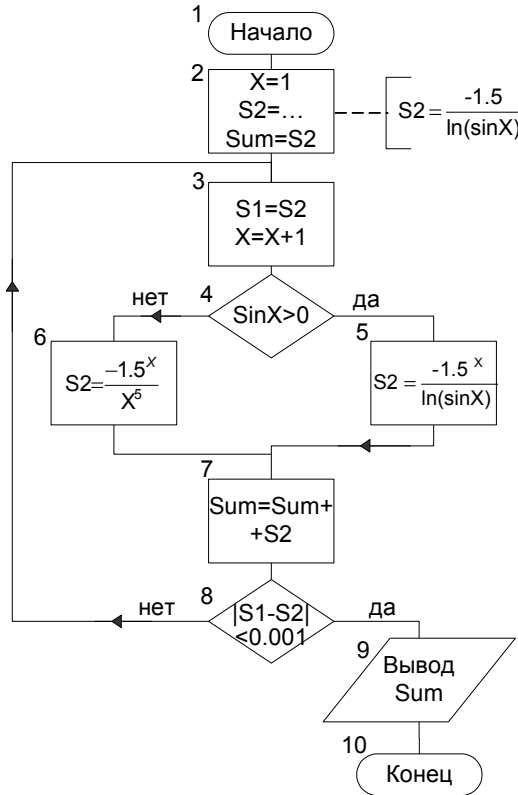 1
Начало
2
X=1
S2=...
Sum=S2
S2 = -1.5 / ln(sinX)
3
S1=S2
X=X+1
нет
4
SinX>0
да
6
S2= −1.5^X / X^5
5
S2 = -1.5^X / ln(sinX)
7
Sum=Sum+
+S2
нет
8
|S1-S2|
<0.001
да
9
Вывод
Sum
10
Конец